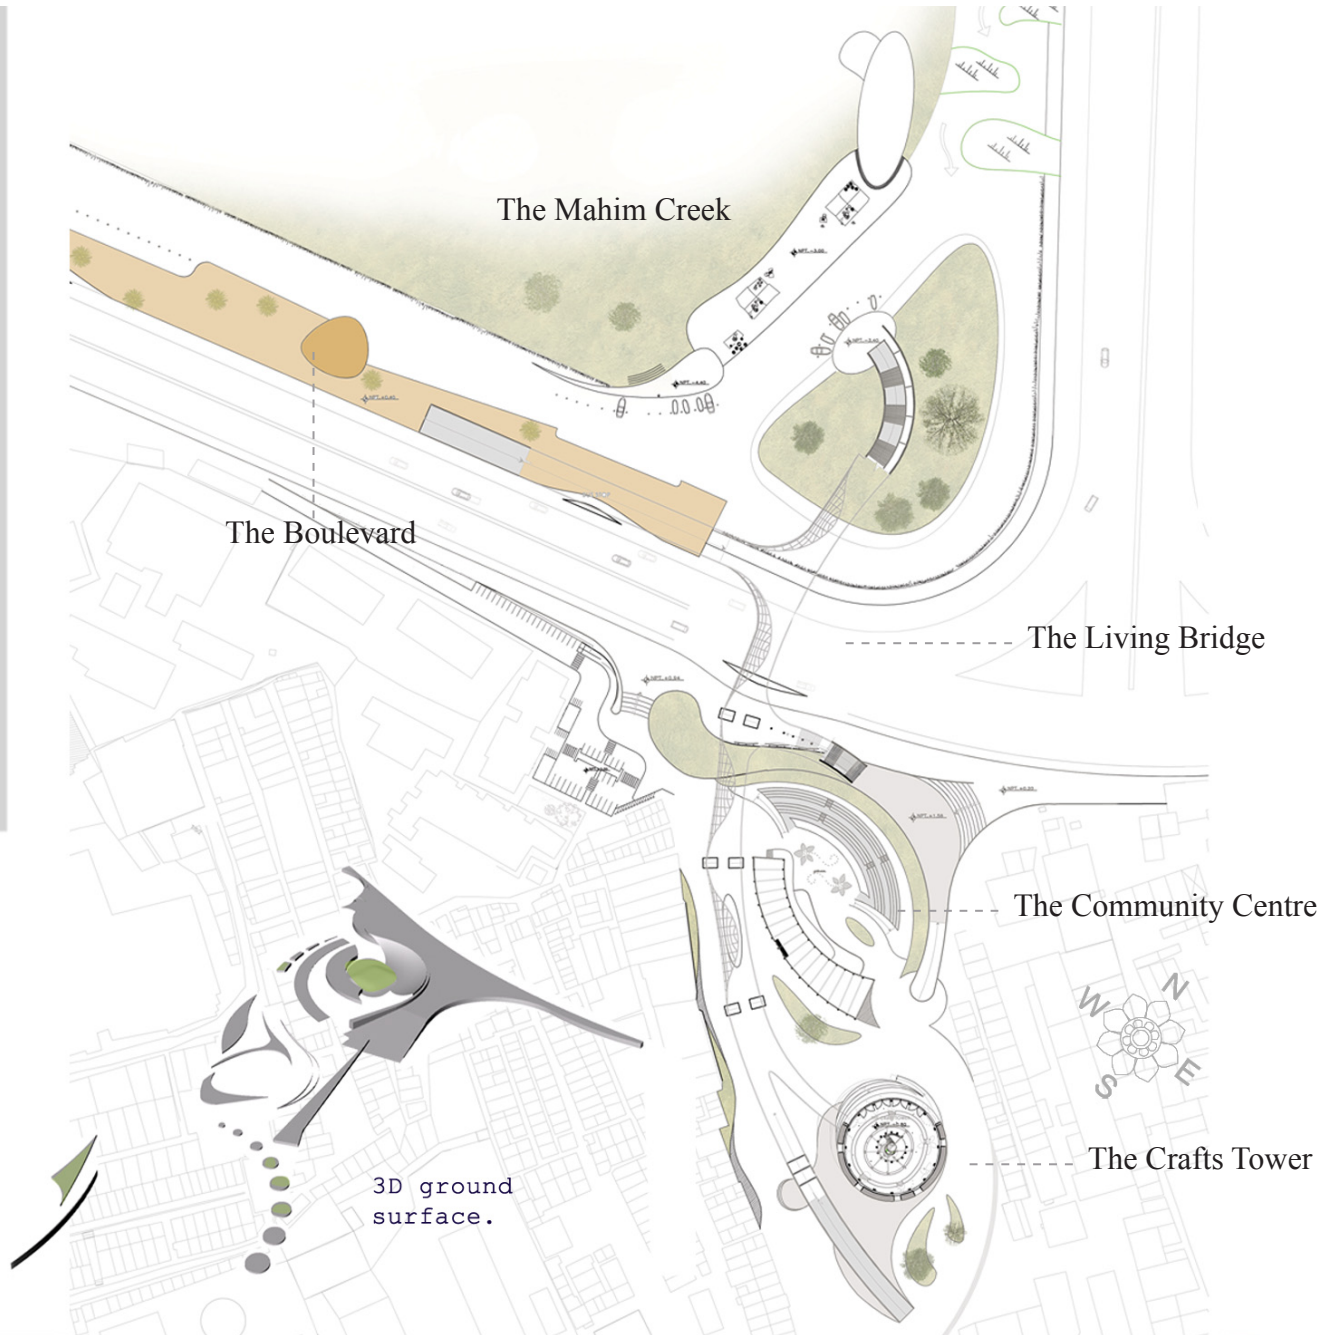 The Mahim Creek
The Boulevard
The Living Bridge
The Community Centre
N
W
E
S
The Crafts Tower
3D ground
surface.